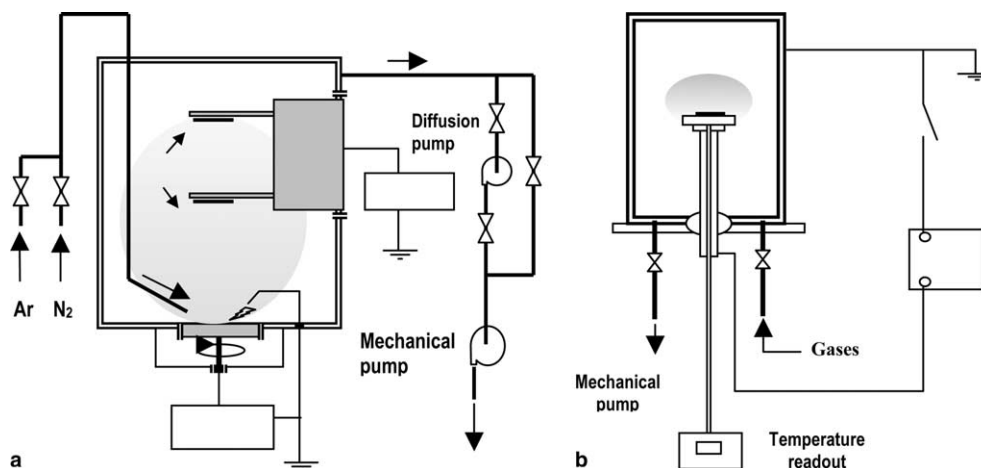 Diffusion
pump
Ar
N₂
Mechanical
pump
a
Gases
Mechanical
pump
Temperature
readout
b